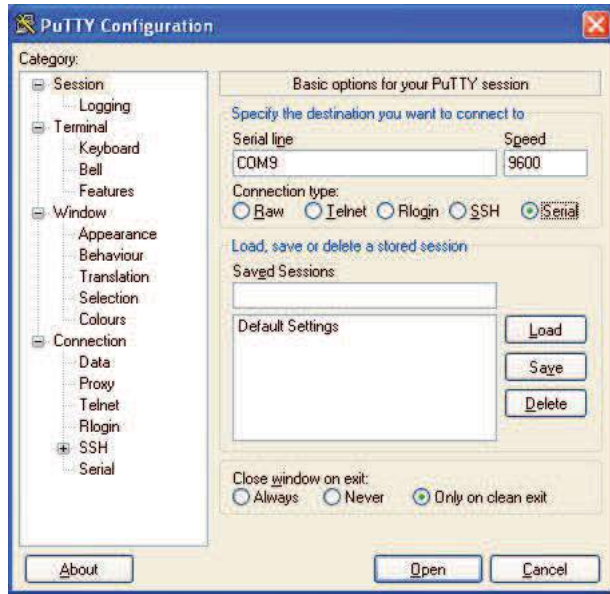 PuTTY Configuration
Category:
Session
Logging
Terminal
Keyboard
Bell
Features
Window
Appearance
Behaviour
Translation
Selection
Colours
Connection
Data
Proxy
Telnet
Rlogin
SSH
Serial
Basic options for your PuTTY session
Specify the destination you want to connect to
Serial line Speed
COM9 9600
Connection type:
Raw Telnet Rlogin SSH Serial
Load, save or delete a stored session
Saved Sessions
Default Settings
Load
Save
Delete
Close window on exit:
Always Never Only on clean exit
About Open Cancel